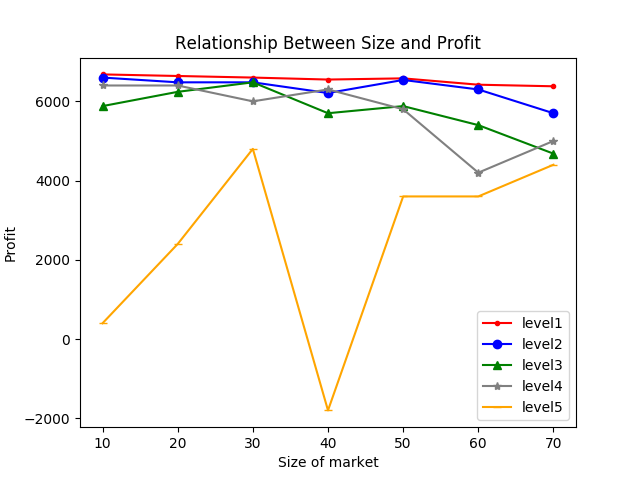 Relationship Between Size and Profit
Profit
6000
4000
2000
0
−2000
10 20 30 40 50 60 70
Size of market
level1
level2
level3
level4
level5